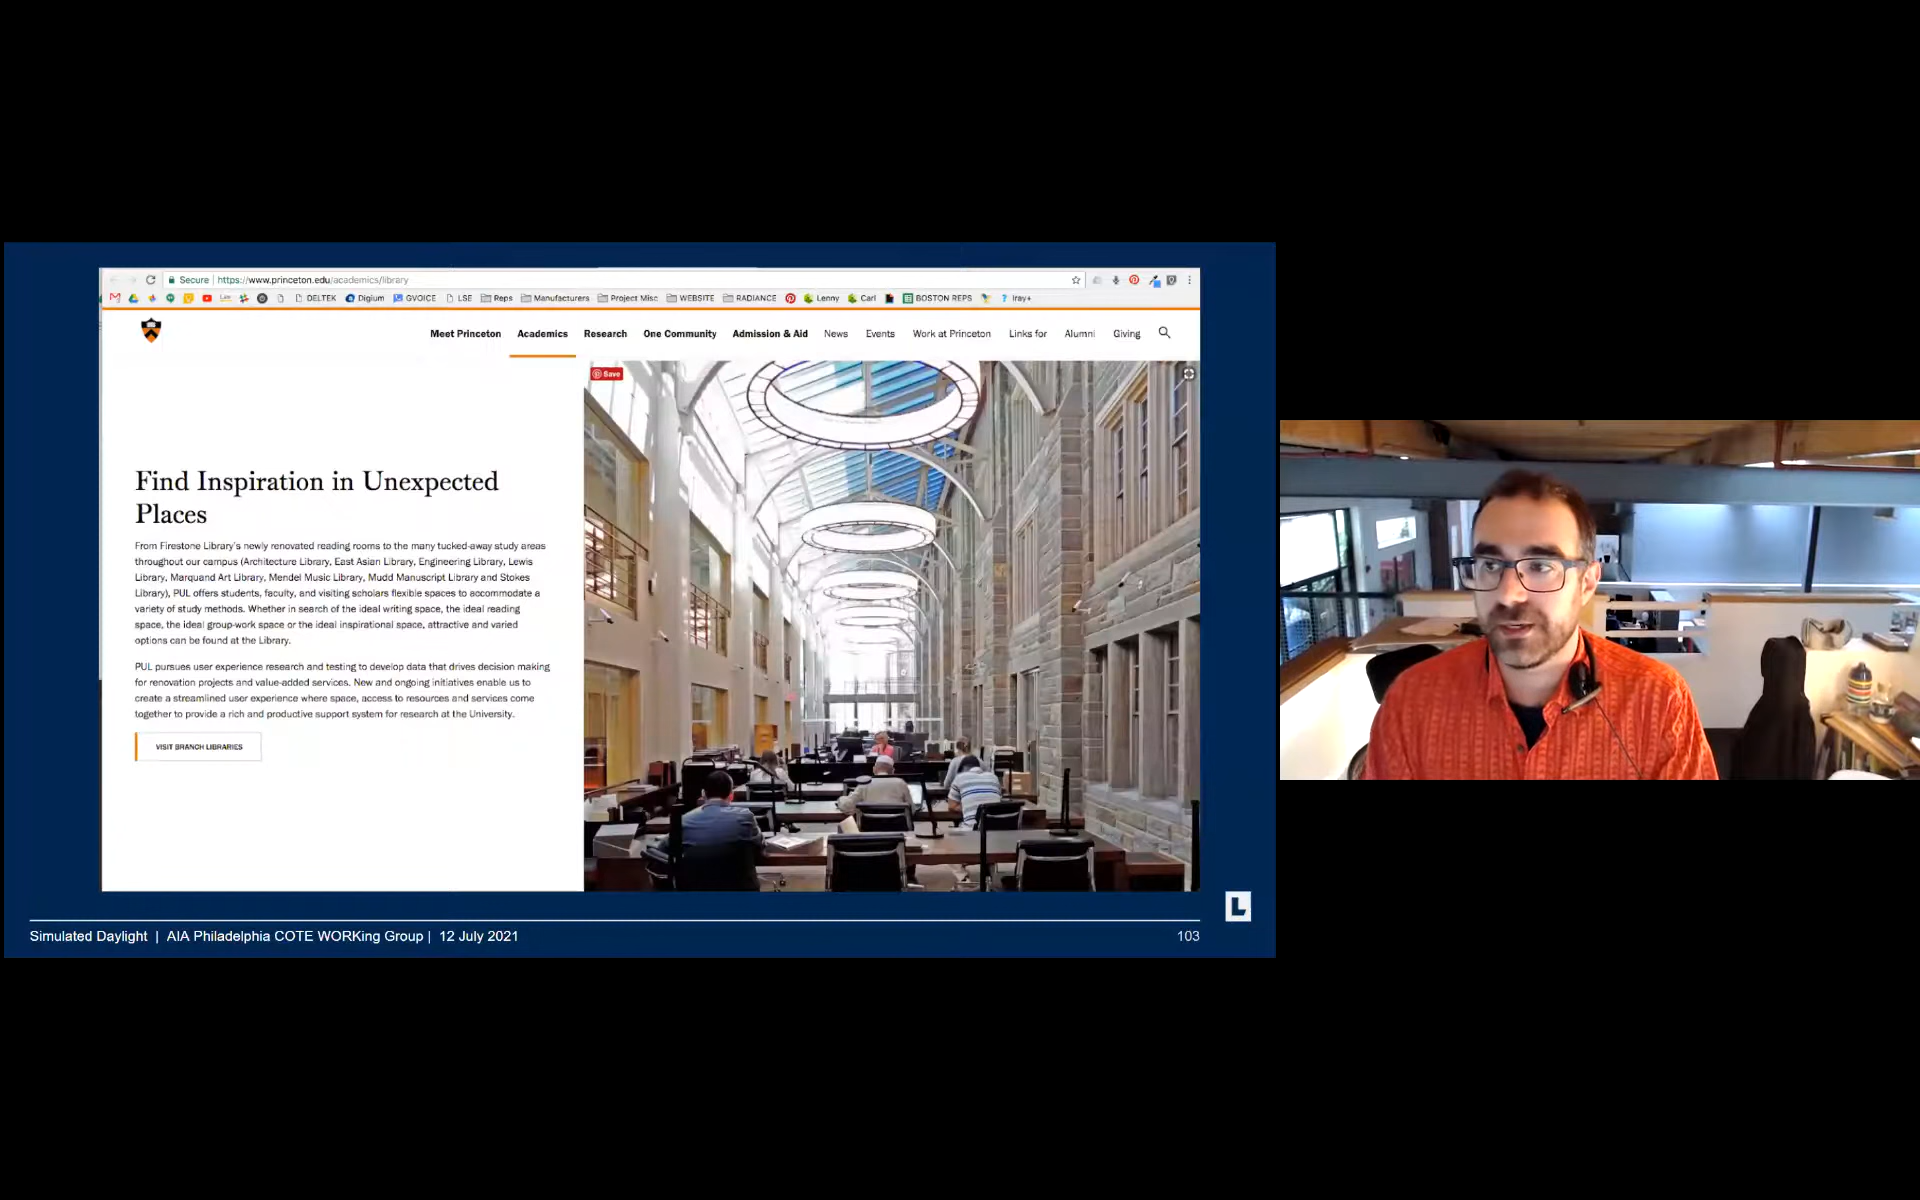 Secure | https://www.princeton.edu/academics/library
DELTEK Digium GVOICE LSE Reps Manufacturers Project Misc WEBSITE RADIANCE Lenny Carl BOSTON REPS Iray+
Meet Princeton Academics Research One Community Admission & Aid News Events Work at Princeton Links for Alumni Giving
Save
Find Inspiration in Unexpected
Places
From Firestone Library's newly renovated reading rooms to the many tucked-away study areas
throughout our campus (Architecture Library, East Asian Library, Engineering Library, Lewis
Library, Marquand Art Library, Mendel Music Library, Mudd Manuscript Library and Stokes
Library), PUL offers students, faculty, and visiting scholars flexible spaces to accommodate a
variety of study methods. Whether in search of the ideal writing space, the ideal reading
space, the ideal group-work space or the ideal inspirational space, attractive and varied
options can be found at the Library.
PUL pursues user experience research and testing to develop data that drives decision making
for renovation projects and value-added services. New and ongoing initiatives enable us to
create a streamlined user experience where space, access to resources and services come
together to provide a rich and productive support system for research at the University.
VISIT BRANCH LIBRARIES
L
Simulated Daylight | AIA Philadelphia COTE WORKing Group | 12 July 2021
103